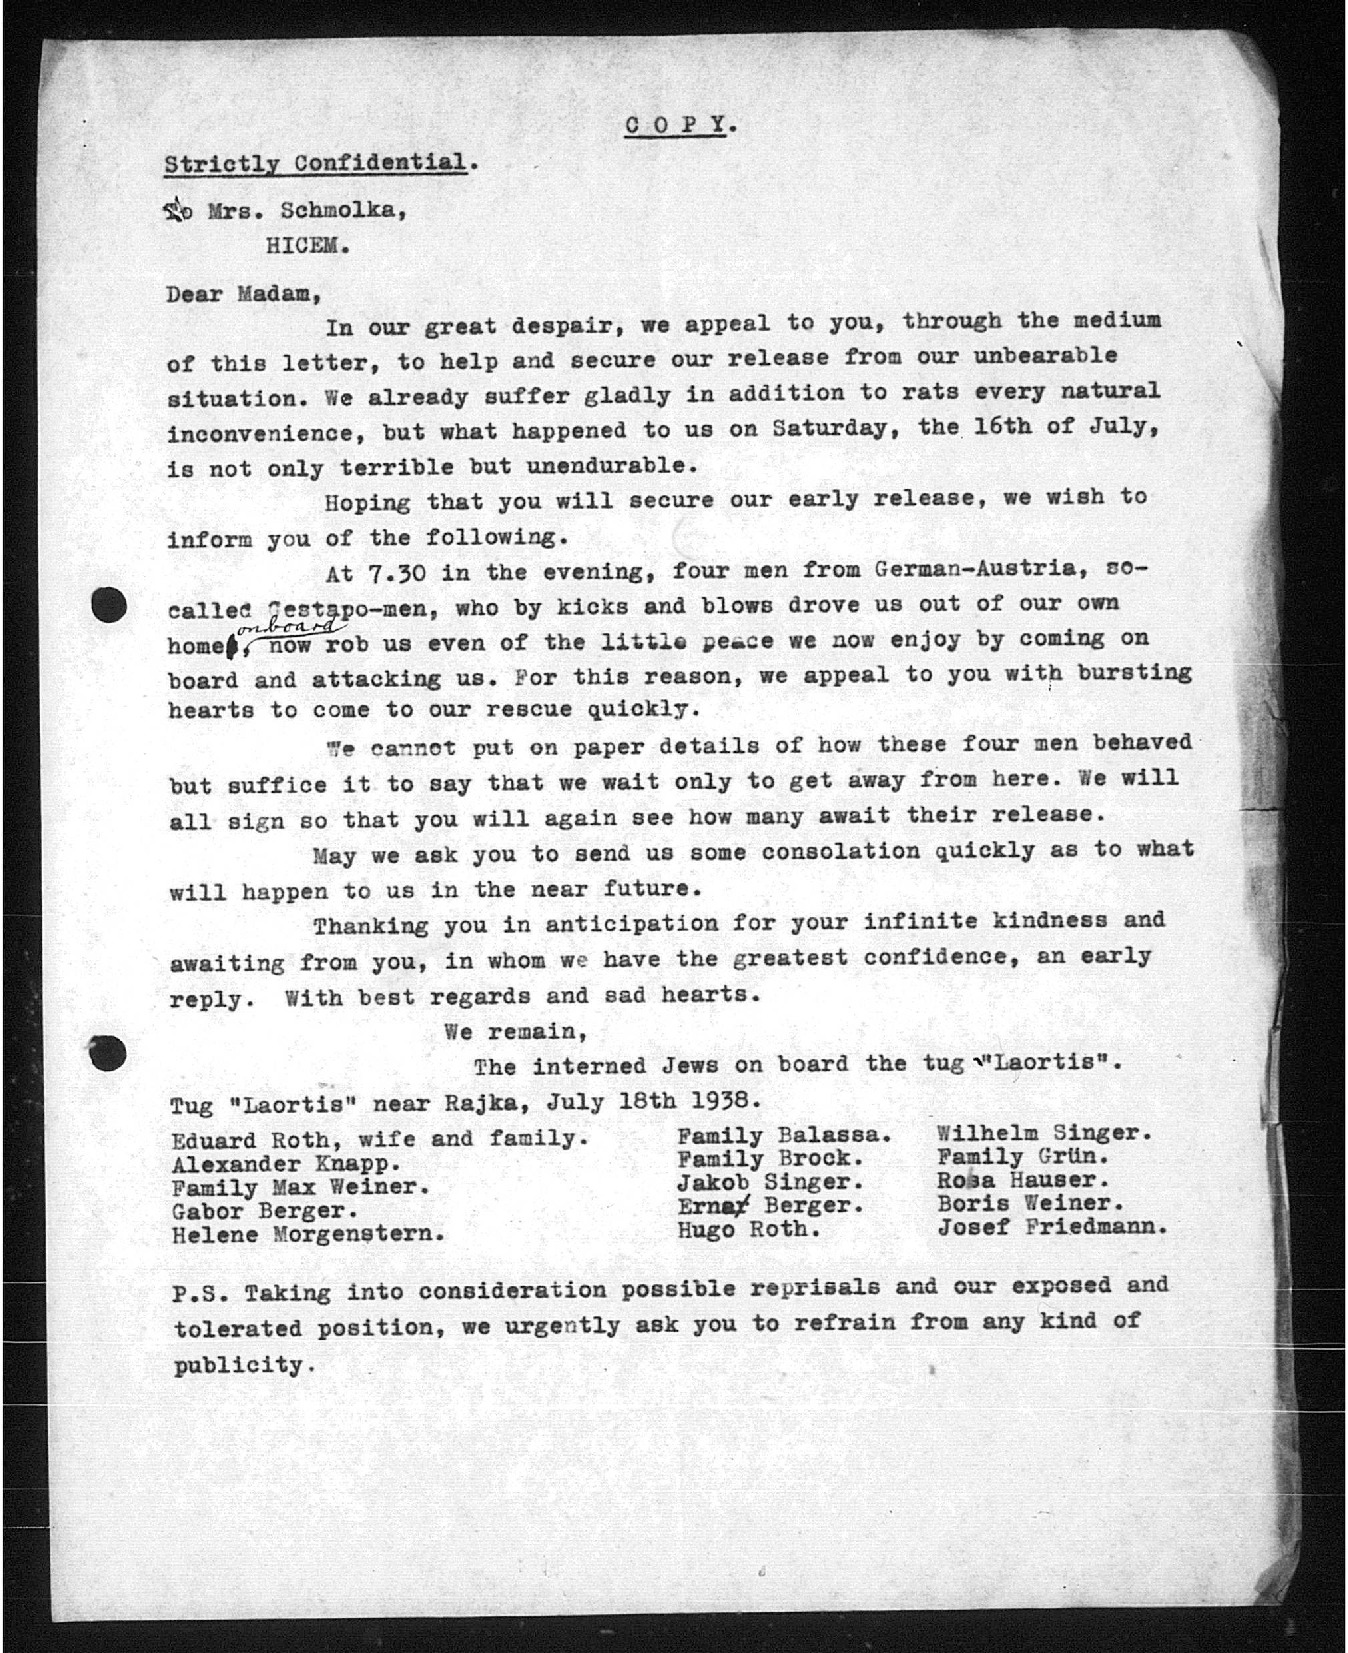 C O P Y.
Strictly Confidential.
To Mrs. Schmolka,
HICEM.
Dear Madam,
In our great despair, we appeal to you, through the medium
of this letter, to help and secure our release from our unbearable
situation. We already suffer gladly in addition to rats every natural
inconvenience, but what happened to us on Saturday, the 16th of July,
is not only terrible but unendurable.
Hoping that you will secure our early release, we wish to
inform you of the following.
At 7.30 in the evening, four men from German-Austria, so-
called Gestapo-men, who by kicks and blows drove us out of our own
on board
home, now rob us even of the little peace we now enjoy by coming on
board and attacking us. For this reason, we appeal to you with bursting
hearts to come to our rescue quickly.
We cannot put on paper details of how these four men behaved
but suffice it to say that we wait only to get away from here. We will
all sign so that you will again see how many await their release.
May we ask you to send us some consolation quickly as to what
will happen to us in the near future.
Thanking you in anticipation for your infinite kindness and
awaiting from you, in whom we have the greatest confidence, an early
reply. With best regards and sad hearts.
We remain,
The interned Jews on board the tug "Laortis".
Tug "Laortis" near Rajka, July 18th 1938.
Eduard Roth, wife and family. Family Balassa. Wilhelm Singer.
Alexander Knapp. Family Brock. Family Grün.
Family Max Weiner. Jakob Singer. Rosa Hauser.
Gabor Berger. Erna Berger. Boris Weiner.
Helene Morgenstern. Hugo Roth. Josef Friedmann.
P.S. Taking into consideration possible reprisals and our exposed and
tolerated position, we urgently ask you to refrain from any kind of
publicity.